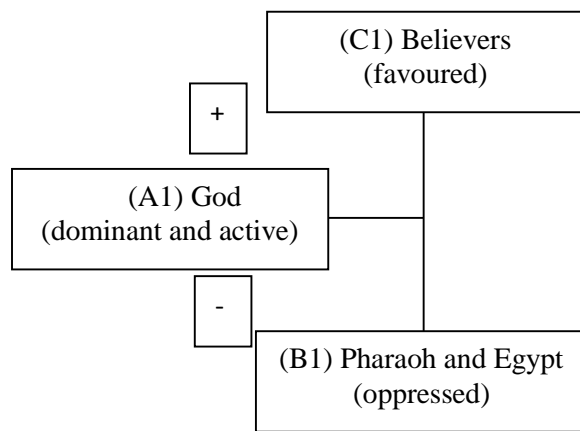 (C1) Believers
(favoured)
+
(A1) God
(dominant and active)
-
(B1) Pharaoh and Egypt
(oppressed)